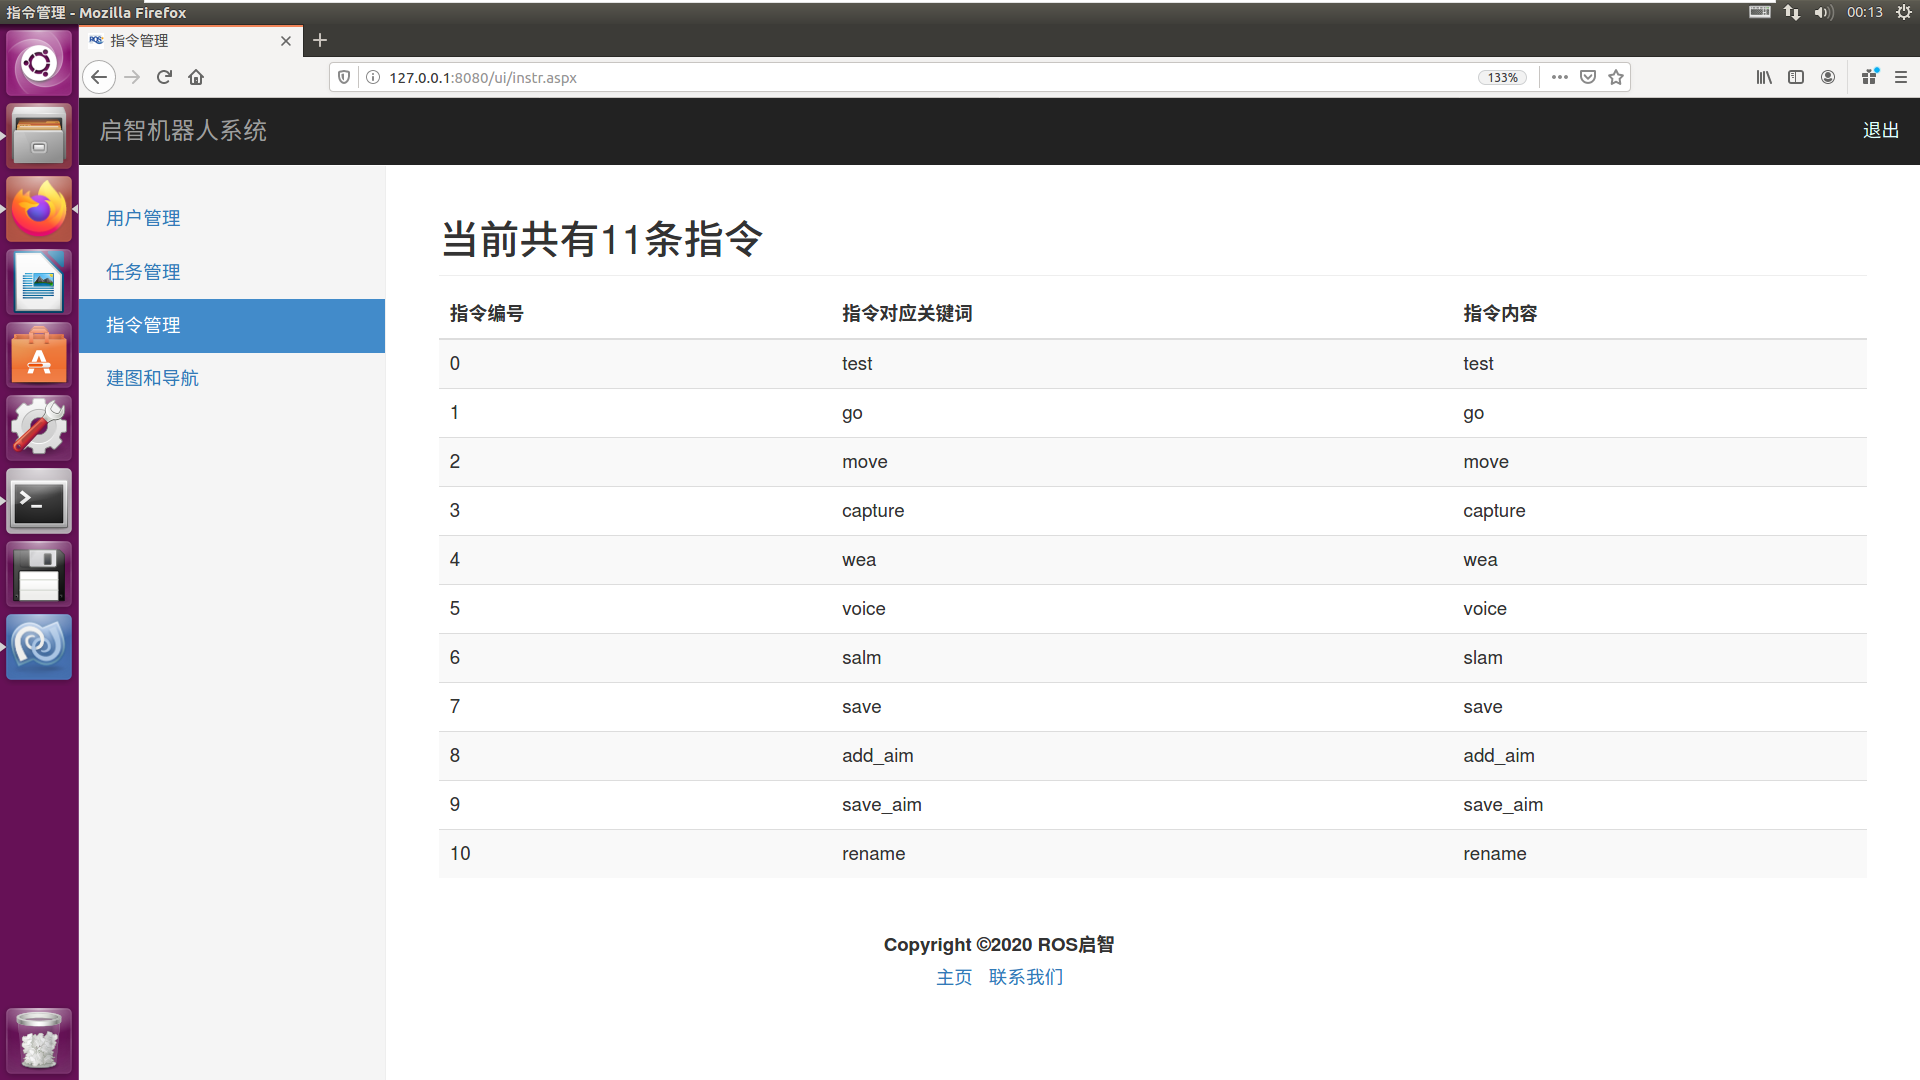 指令管理 - Mozilla Firefox
00:13
指令管理
127.0.0.1:8080/ui/instr.aspx
133%
启智机器人系统
退出
用户管理
任务管理
指令管理
建图和导航
当前共有11条指令
指令编号 指令对应关键词 指令内容
0 test test
1 go go
2 move move
3 capture capture
4 wea wea
5 voice voice
6 salm slam
7 save save
8 add_aim add_aim
9 save_aim save_aim
10 rename rename
Copyright ©2020 ROS启智
主页 联系我们